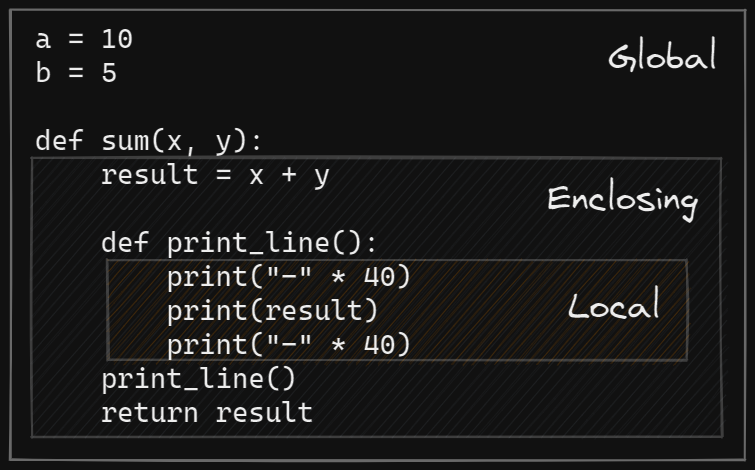 a = 10
Global
b = 5
def sum(x, y):
    result = x + y
Enclosing
    def print_line():
        print("-" * 40)
        print(result)
Local
        print("-" * 40)
    print_line()
    return result